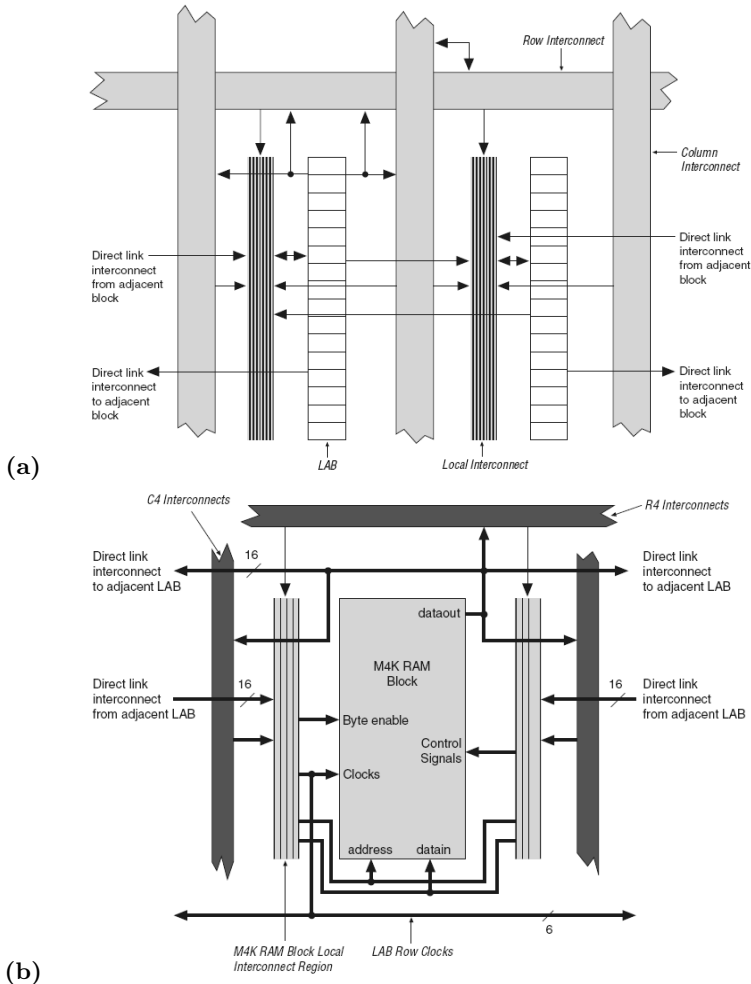 Row Interconnect
Column
Interconnect
Direct link
interconnect
from adjacent
block
Direct link
interconnect
from adjacent
block
Direct link
interconnect
to adjacent
block
Direct link
interconnect
to adjacent
block
LAB
Local Interconnect
(a)
C4 Interconnects
R4 Interconnects
Direct link
interconnect
to adjacent LAB
16
Direct link
interconnect
to adjacent LAB
dataout
M4K RAM
Block
Direct link
interconnect
from adjacent LAB
16
16
Direct link
interconnect
from adjacent LAB
Byte enable
Control
Signals
Clocks
address
datain
6
M4K RAM Block Local
Interconnect Region
LAB Row Clocks
(b)